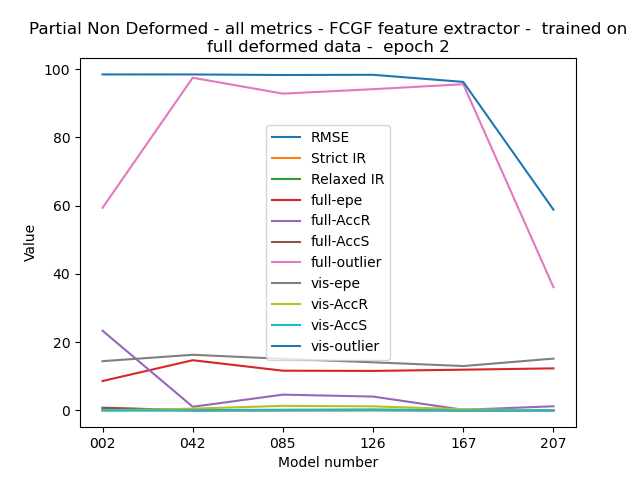 Partial Non Deformed - all metrics - FCGF feature extractor -  trained on
full deformed data -  epoch 2
100
80
60
40
20
0
Value
RMSE
Strict IR
Relaxed IR
full-epe
full-AccR
full-AccS
full-outlier
vis-epe
vis-AccR
vis-AccS
vis-outlier
002 042 085 126 167 207
Model number